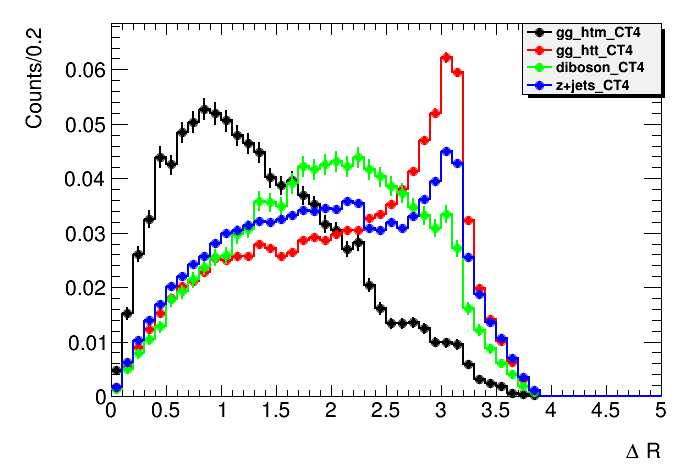 Counts/0.2
gg_htm_CT4
gg_htt_CT4
diboson_CT4
z+jets_CT4
0.06
0.05
0.04
0.03
0.02
0.01
0
0 0.5 1 1.5 2 2.5 3 3.5 4 4.5 5
Δ R